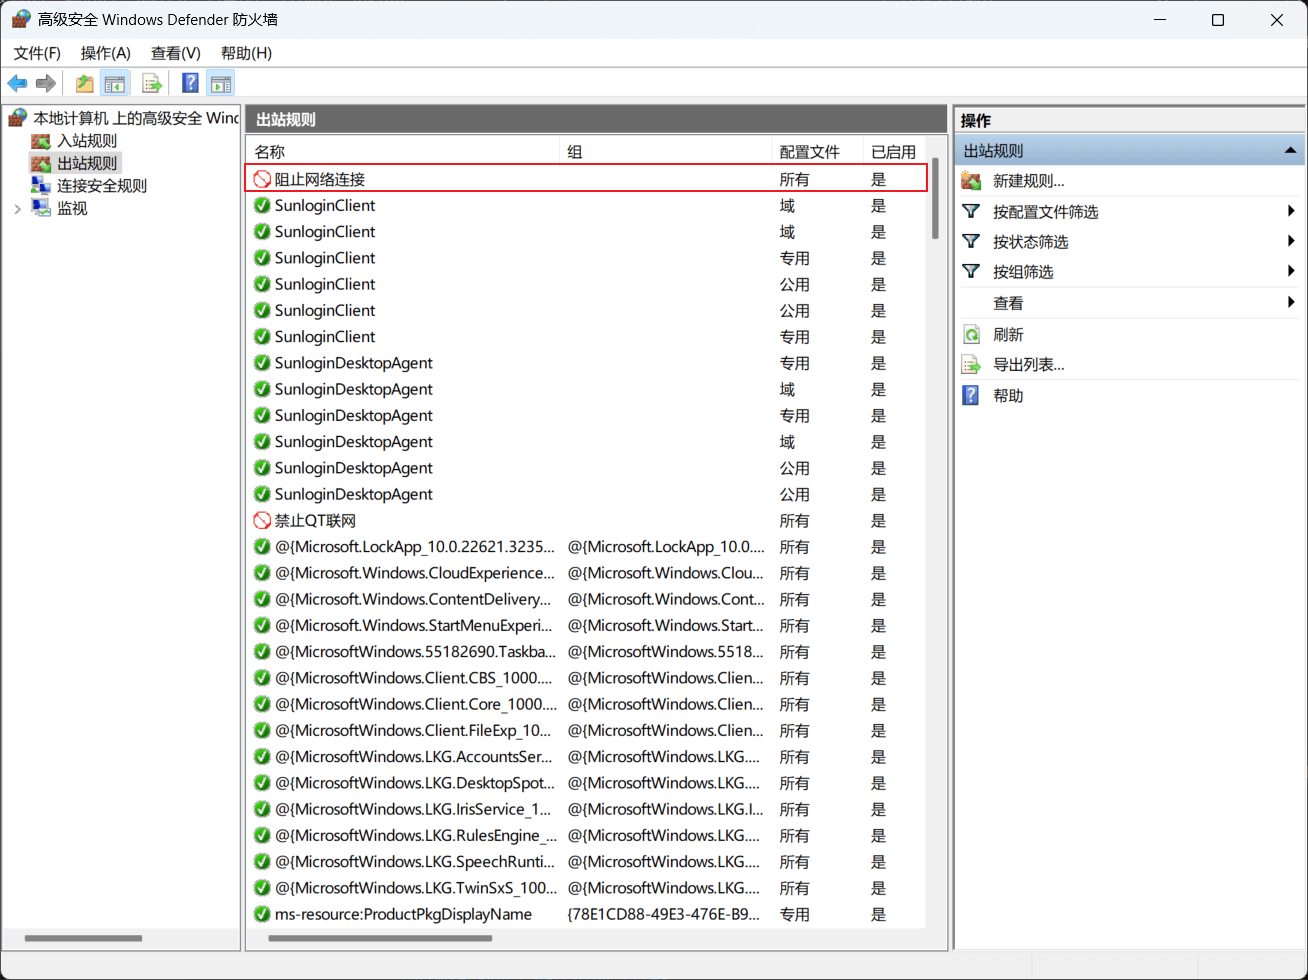 高级安全 Windows Defender 防火墙
文件(F) 操作(A) 查看(V) 帮助(H)
本地计算机 上的高级安全 Wind
入站规则
出站规则
连接安全规则
监视
出站规则
名称 组 配置文件 已启用
阻止网络连接 所有 是
SunloginClient 域 是
SunloginClient 域 是
SunloginClient 专用 是
SunloginClient 公用 是
SunloginClient 公用 是
SunloginClient 专用 是
SunloginDesktopAgent 专用 是
SunloginDesktopAgent 域 是
SunloginDesktopAgent 专用 是
SunloginDesktopAgent 域 是
SunloginDesktopAgent 公用 是
SunloginDesktopAgent 公用 是
禁止QT联网 所有 是
@{Microsoft.LockApp_10.0.22621.3235... @{Microsoft.LockApp_10.0.... 所有 是
@{Microsoft.Windows.CloudExperience... @{Microsoft.Windows.Clou... 所有 是
@{Microsoft.Windows.ContentDelivery... @{Microsoft.Windows.Cont... 所有 是
@{Microsoft.Windows.StartMenuExperi... @{Microsoft.Windows.Start... 所有 是
@{MicrosoftWindows.55182690.Taskba... @{MicrosoftWindows.5518... 所有 是
@{MicrosoftWindows.Client.CBS_1000.... @{MicrosoftWindows.Clien... 所有 是
@{MicrosoftWindows.Client.Core_1000.... @{MicrosoftWindows.Clien... 所有 是
@{MicrosoftWindows.Client.FileExp_10... @{MicrosoftWindows.Clien... 所有 是
@{MicrosoftWindows.LKG.AccountsSer... @{MicrosoftWindows.LKG.... 所有 是
@{MicrosoftWindows.LKG.DesktopSpot... @{MicrosoftWindows.LKG.... 所有 是
@{MicrosoftWindows.LKG.IrisService_1... @{MicrosoftWindows.LKG.I... 所有 是
@{MicrosoftWindows.LKG.RulesEngine_... @{MicrosoftWindows.LKG.... 所有 是
@{MicrosoftWindows.LKG.SpeechRunti... @{MicrosoftWindows.LKG.... 所有 是
@{MicrosoftWindows.LKG.TwinSxS_100... @{MicrosoftWindows.LKG.... 所有 是
ms-resource:ProductPkgDisplayName {78E1CD88-49E3-476E-B9... 专用 是
操作
出站规则
新建规则...
按配置文件筛选
按状态筛选
按组筛选
查看
刷新
导出列表...
帮助